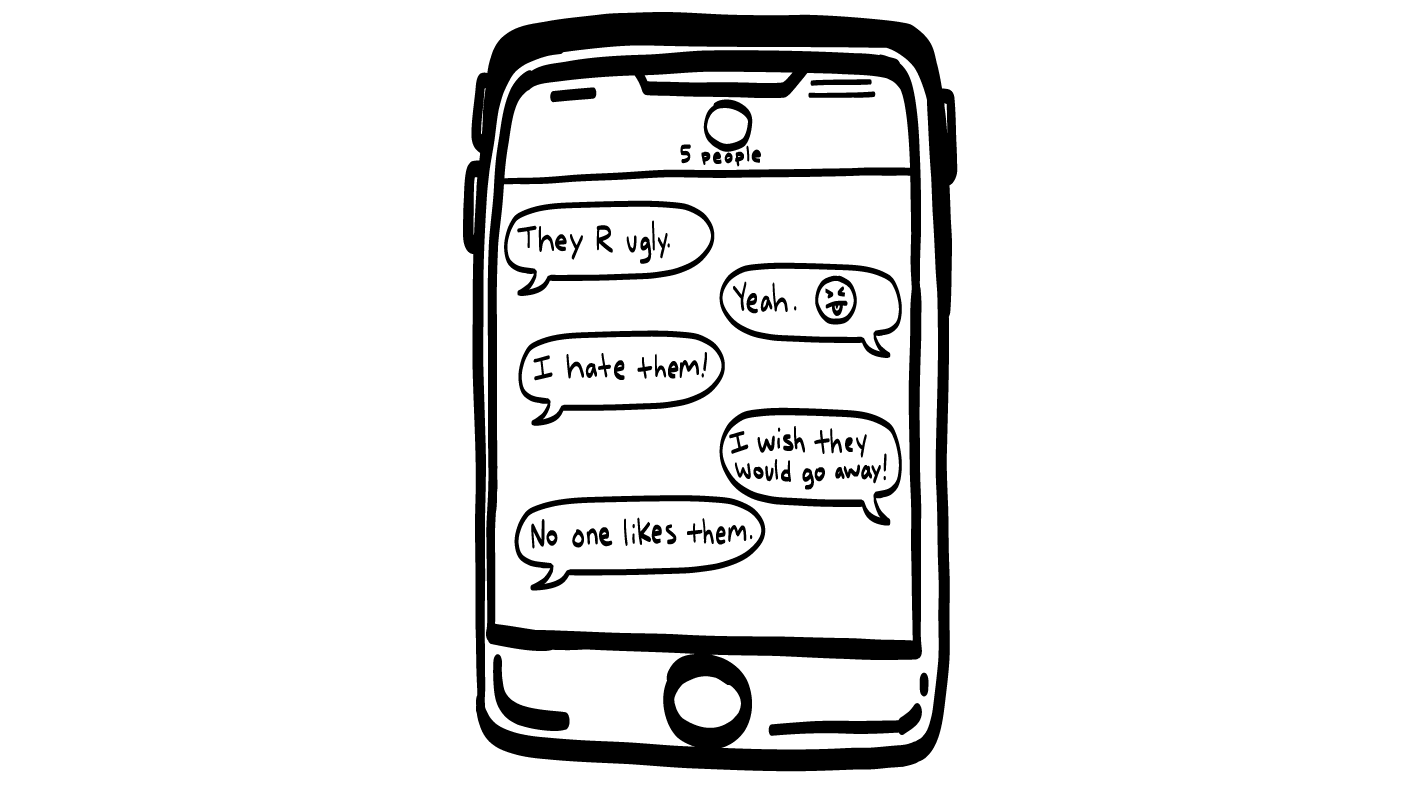 5 people
They R ugly.
Yeah.
I hate them!
I wish they
would go away!
No one likes them.